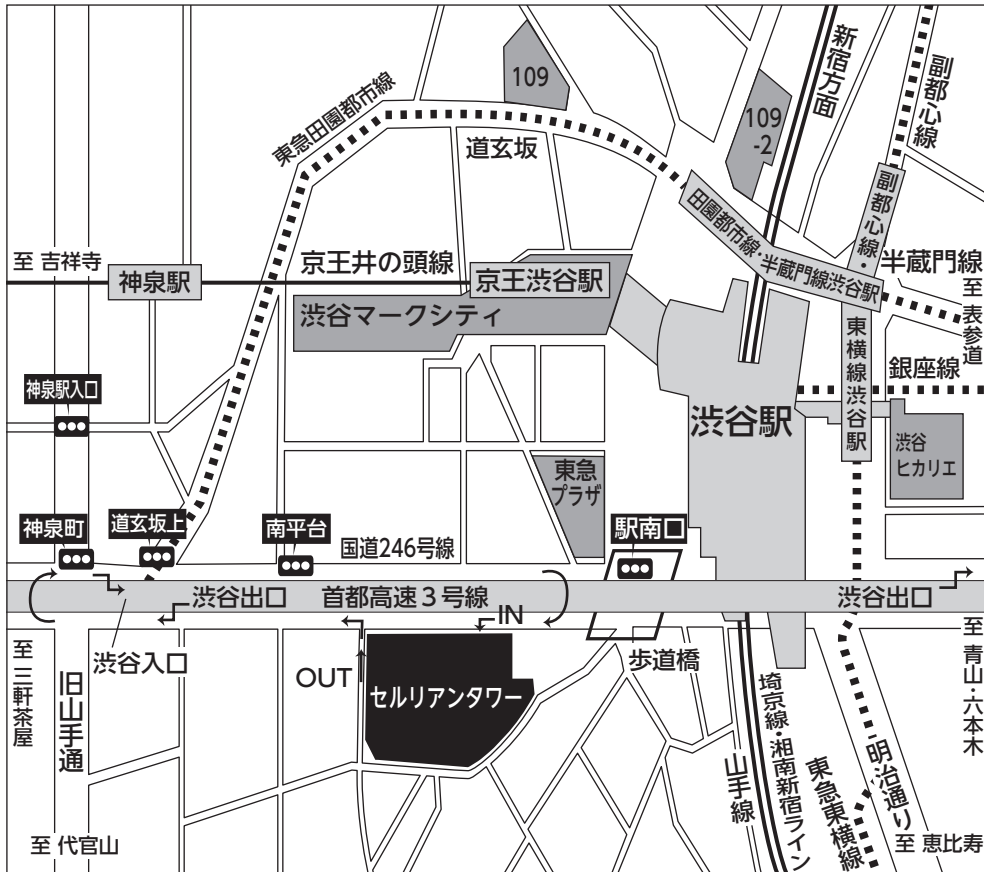 109
109
-2
新宿方面
副都心線
東急田園都市線
道玄坂
至 吉祥寺
神泉駅
京王井の頭線
京王渋谷駅
渋谷マークシティ
田園都市線・半蔵門線渋谷駅
副都心線・
東横線渋谷駅
半蔵門線
至 表参道
銀座線
渋谷駅
渋谷
ヒカリエ
神泉駅入口
東急
プラザ
神泉町
道玄坂上
南平台
国道246号線
駅南口
渋谷出口
首都高速3号線
渋谷出口
IN
OUT
渋谷入口
セルリアンタワー
歩道橋
至 三軒茶屋
旧山手通
至 代官山
山手線
埼京線・湘南新宿ライン
東急東横線
明治通り
至 恵比寿
至 青山・六本木